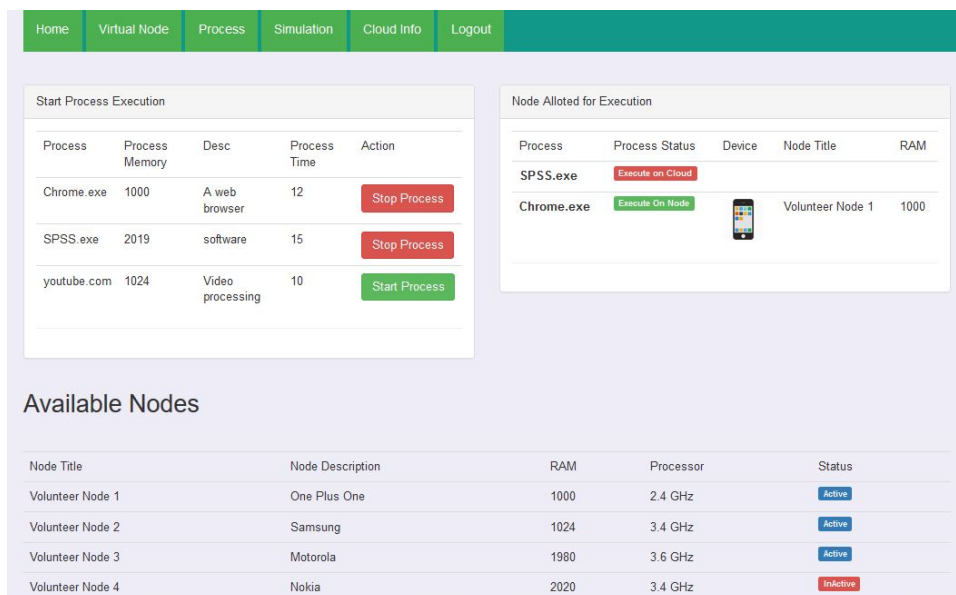 Home Virtual Node Process Simulation Cloud Info Logout
Start Process Execution
Process Process Memory Desc Process Time Action
Chrome.exe 1000 A web browser 12 Stop Process
SPSS.exe 2019 software 15 Stop Process
youtube.com 1024 Video processing 10 Start Process
Node Alloted for Execution
Process Process Status Device Node Title RAM
SPSS.exe Execute on Cloud
Chrome.exe Execute On Node Volunteer Node 1 1000
Available Nodes
Node Title Node Description RAM Processor Status
Volunteer Node 1 One Plus One 1000 2.4 GHz Active
Volunteer Node 2 Samsung 1024 3.4 GHz Active
Volunteer Node 3 Motorola 1980 3.6 GHz Active
Volunteer Node 4 Nokia 2020 3.4 GHz InActive